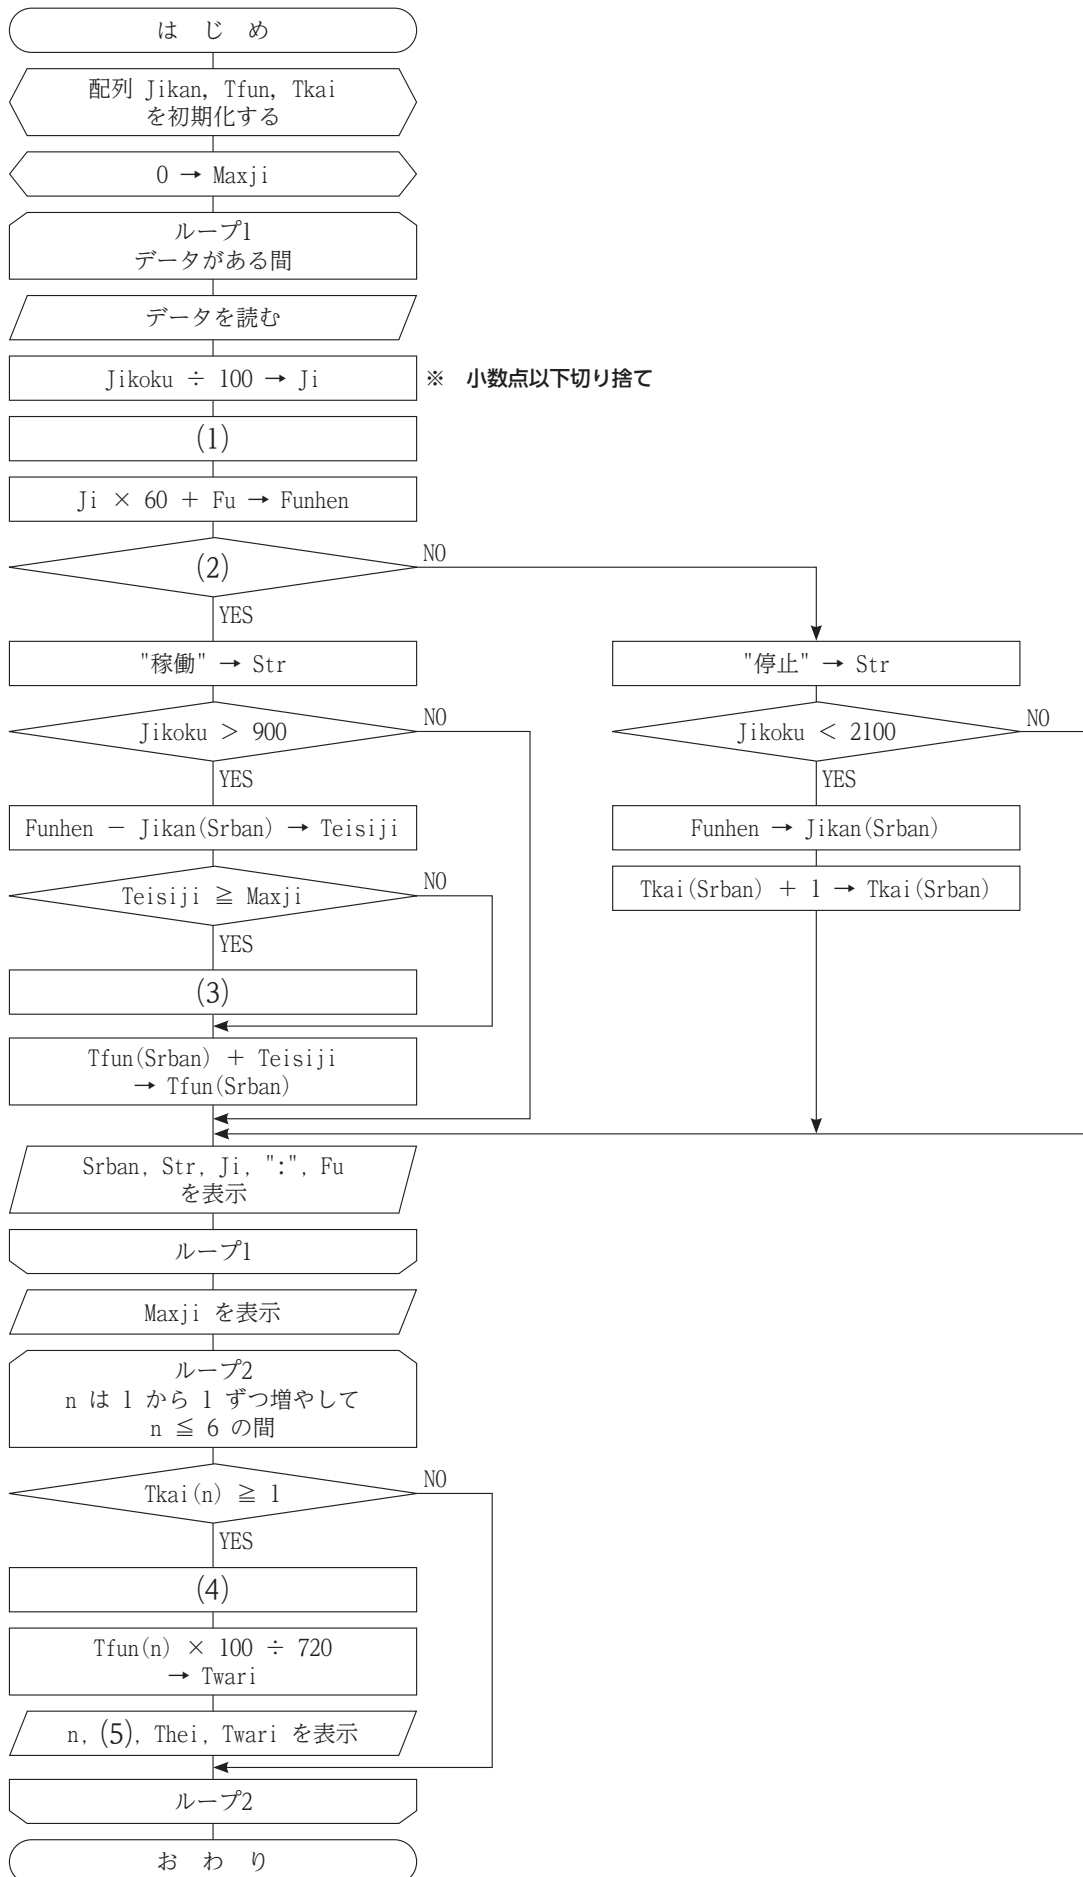 は じ め
配列 Jikan, Tfun, Tkai
を初期化する
0 → Maxji
ループ1
データがある間
データを読む
Jikoku ÷ 100 → Ji
※ 小数点以下切り捨て
(1)
Ji × 60 + Fu → Funhen
(2)
NO
YES
"稼働" → Str
"停止" → Str
Jikoku > 900
NO
Jikoku < 2100
NO
YES
YES
Funhen − Jikan(Srban) → Teisiji
Funhen → Jikan(Srban)
Teisiji ≧ Maxji
NO
Tkai(Srban) + 1 → Tkai(Srban)
YES
(3)
Tfun(Srban) + Teisiji
→ Tfun(Srban)
Srban, Str, Ji, ":", Fu
を表示
ループ1
Maxji を表示
ループ2
n は 1 から 1 ずつ増やして
n ≦ 6 の間
Tkai(n) ≧ 1
NO
YES
(4)
Tfun(n) × 100 ÷ 720
→ Twari
n, (5), Thei, Twari を表示
ループ2
お わ り